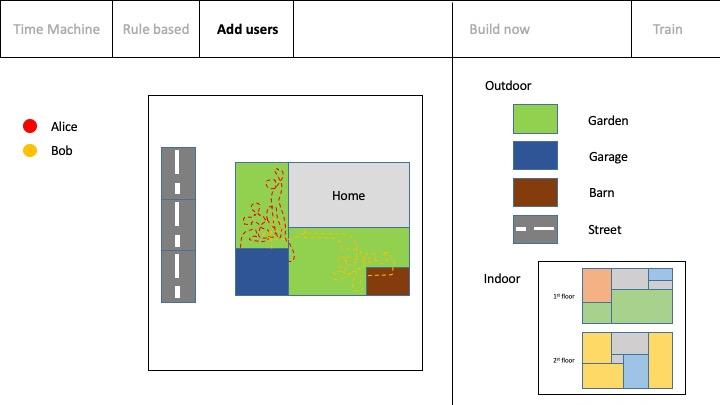 Time Machine
Rule based
Add users
Build now
Train
Alice
Bob
Home
Outdoor
Garden
Garage
Barn
Street
Indoor
1st floor
2st floor